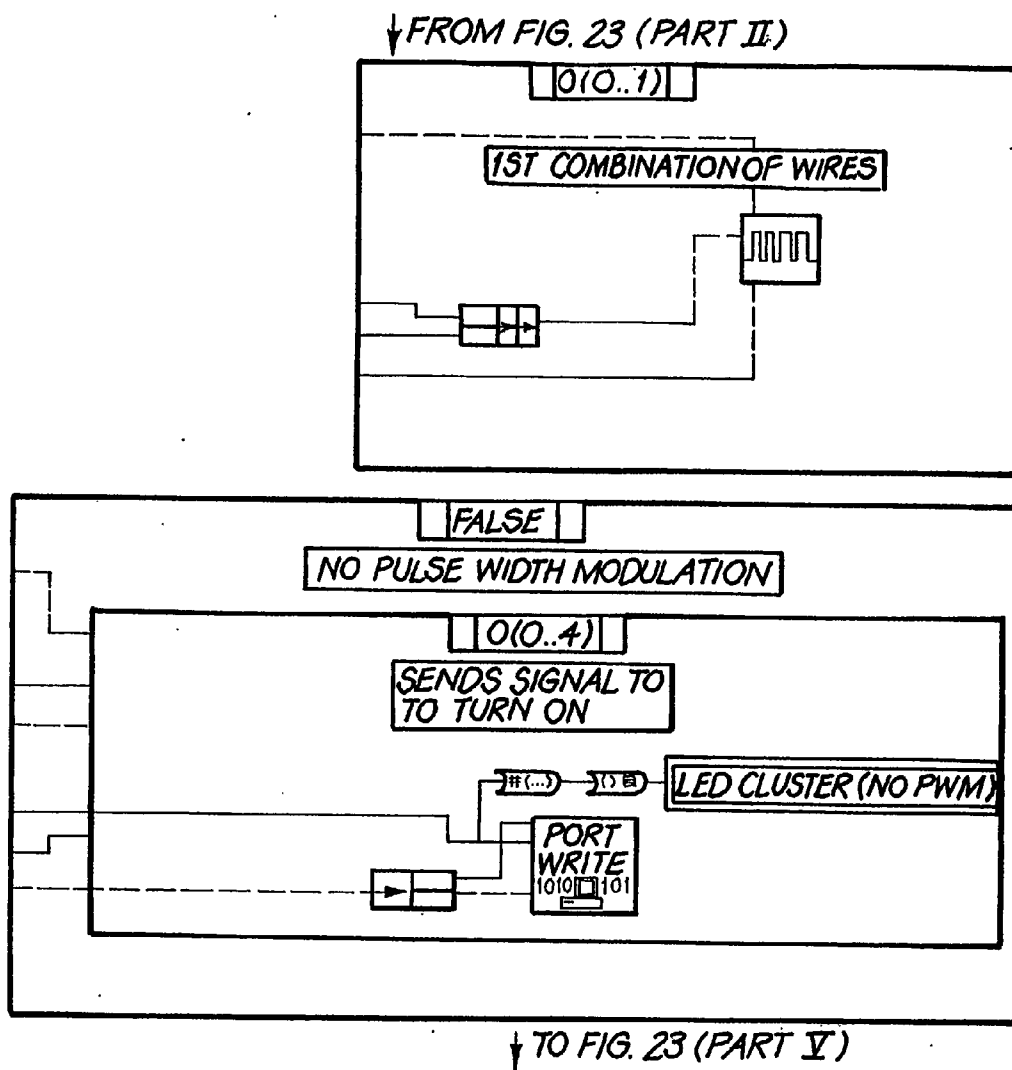 FROM FIG. 23 (PART II)
0(0..1)
1ST COMBINATION OF WIRES
FALSE
NO PULSE WIDTH MODULATION
0(0..4)
SENDS SIGNAL TO
TO TURN ON
#(...)
()
LED CLUSTER (NO PWM)
PORT
WRITE
1010 101
TO FIG. 23 (PART V)